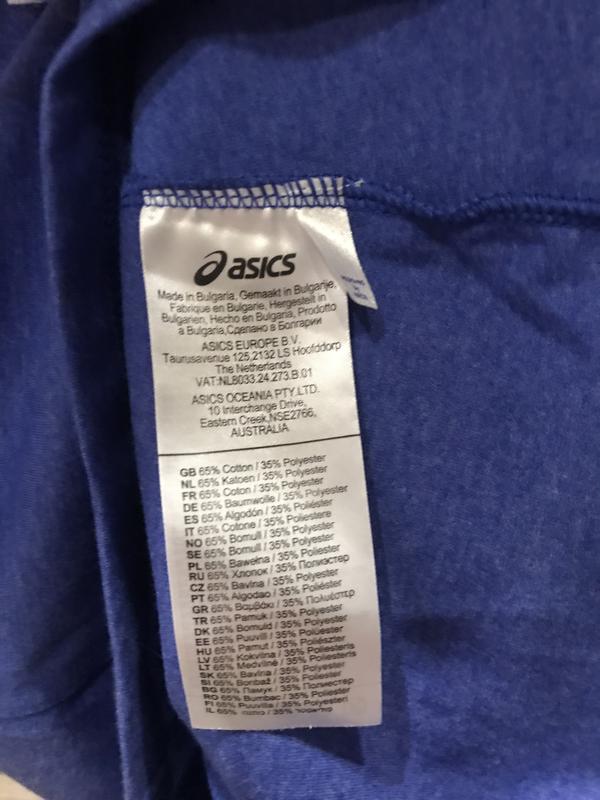 asics
Made in Bulgaria, Gemaakt in Bulgarije,
Fabrique en Bulgarie, Hergestelt in
Bulgarien, Hecho en Bulgaria, Prodotto
a Bulgaria,Сделано в Болгарии
ASICS EUROPE B.V.
Taurusavenue 125,2132 LS Hoofddorp
The Netherlands
VAT:NL8033.24.273.B.01
ASICS OCEANIA PTY.LTD.
10 Interchange Drive,
Eastern Creek,NSE2766,
AUSTRALIA
GB 65% Cotton / 35% Polyester
NL 65% Katoen / 35% Polyester
FR 65% Coton / 35% Polyester
DE 65% Baumwolle / 35% Polyester
ES 65% Algodón / 35% Poliéster
IT 65% Cotone / 35% Poliestere
NO 65% Bomull / 35% Polyester
SE 65% Bomull / 35% Polyester
PL 65% Bawełna / 35% Poliester
RU 65% Хлопок / 35% Полиэстер
CZ 65% Bavlna / 35% Polyester
PT 65% Algodao / 35% Poliéster
GR 65% Βαμβάκι / 35% Πολυέστερ
TR 65% Pamuk / 35% Polyester
DK 65% Bomuld / 35% Polyester
EE 65% Puuvill / 35% Polüester
HU 65% Pamut / 35% Poliészter
LV 65% Kokvilna / 35% Poliesteris
LT 65% Medvilnė / 35% Poliesteris
SK 65% Bavlna / 35% Polyester
SI 65% Bombaž / 35% Poliester
BG 65% Памук / 35% Полиестер
RO 65% Bumbac / 35% Poliester
FI 65% Puuvilla / 35% Polyesteri
IL 65% / 35%